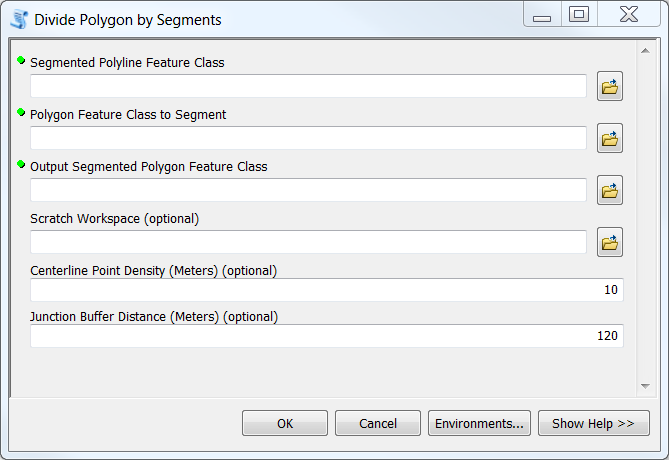 Divide Polygon by Segments
Segmented Polyline Feature Class
Polygon Feature Class to Segment
Output Segmented Polygon Feature Class
Scratch Workspace (optional)
Centerline Point Density (Meters) (optional)
10
Junction Buffer Distance (Meters) (optional)
120
OK
Cancel
Environments...
Show Help >>